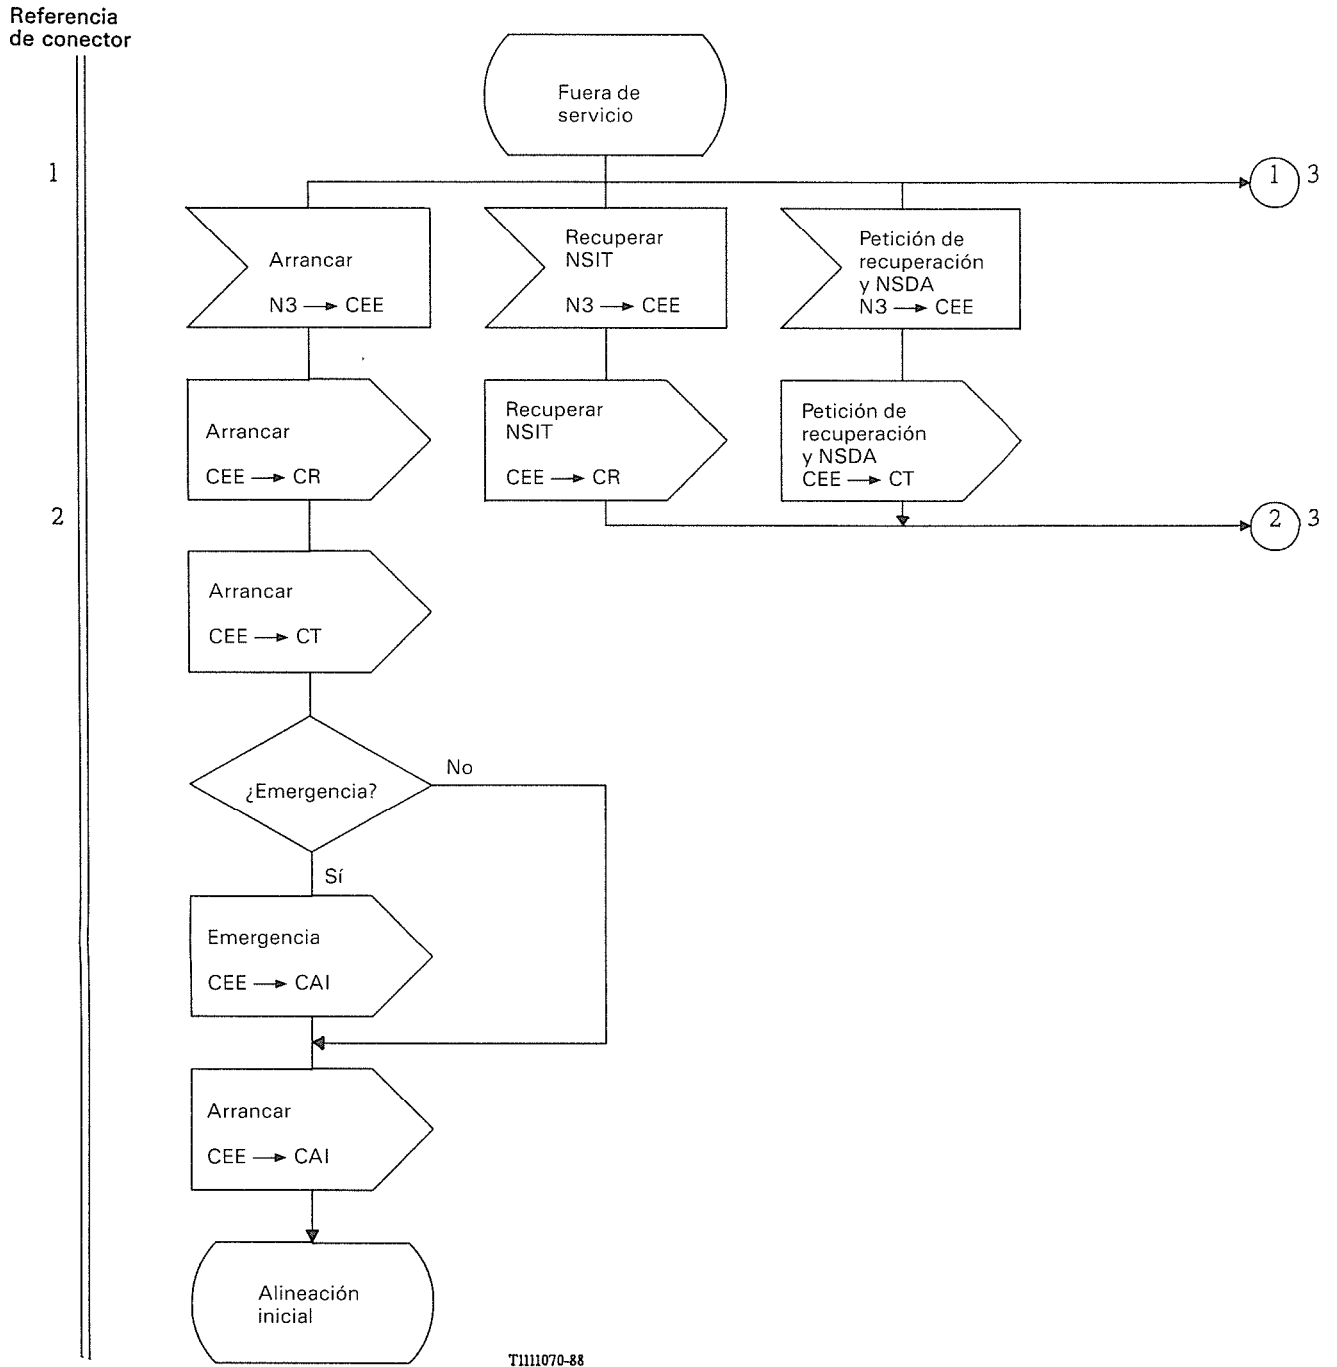 Referencia
de conector
Fuera de
servicio
1
1 3
Arrancar
N3 → CEE
Recuperar
NSIT
N3 → CEE
Petición de
recuperación
y NSDA
N3 → CEE
Arrancar
CEE → CR
Recuperar
NSIT
CEE → CR
Petición de
recuperación
y NSDA
CEE → CT
2
2 3
Arrancar
CEE → CT
¿Emergencia?
No
Sí
Emergencia
CEE → CAI
Arrancar
CEE → CAI
Alineación
inicial
T1111070-88